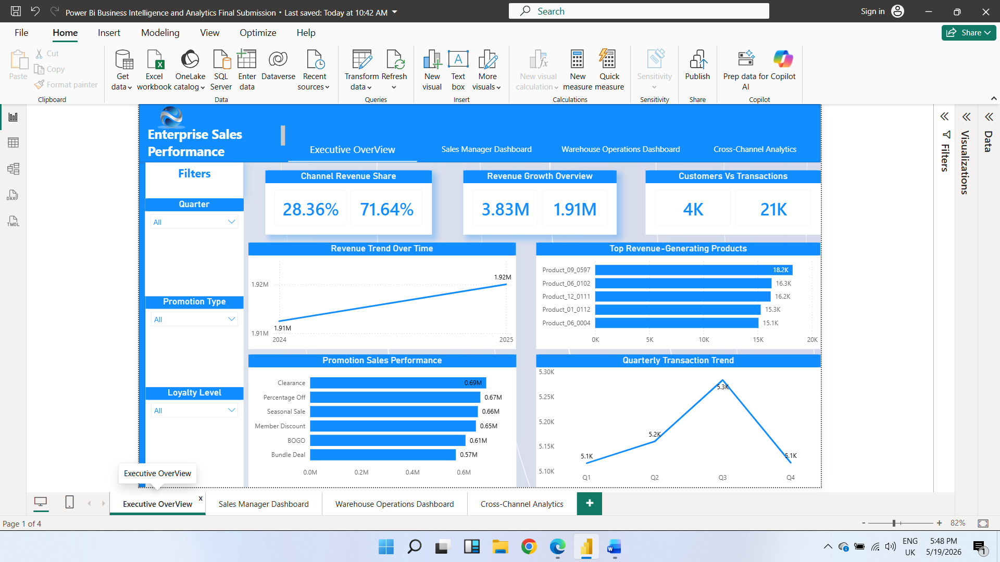 Power Bi Business Intelligence and Analytics Final Submission • Last saved: Today at 10:42 AM
Search
Sign in
File
Home
Insert
Modeling
View
Optimize
Help
Share
Paste
Cut
Copy
Format painter
Clipboard
Get data
Excel workbook
OneLake catalog
SQL Server
Enter data
Dataverse
Recent sources
Data
Transform data
Refresh
Queries
New visual
Text box
More visuals
Insert
New visual calculation
New measure
Quick measure
Calculations
Sensitivity
Sensitivity
Publish
Share
Prep data for AI
Copilot
Copilot
DAX
TMDL
Enterprise Sales
Performance
Executive OverView
Sales Manager Dashboard
Warehouse Operations Dashboard
Cross-Channel Analytics
Filters
Quarter
All
Promotion Type
All
Loyalty Level
All
Channel Revenue Share
28.36%
71.64%
Revenue Growth Overview
3.83M
1.91M
Customers Vs Transactions
4K
21K
Revenue Trend Over Time
1.92M
1.91M
1.92M
1.91M
2024
2025
Top Revenue-Generating Products
Product_09_0597
18.2K
Product_06_0102
16.3K
Product_12_0111
16.2K
Product_01_0112
15.3K
Product_06_0004
15.1K
0K
5K
10K
15K
20K
Promotion Sales Performance
Clearance
0.69M
Percentage Off
0.67M
Seasonal Sale
0.66M
Member Discount
0.65M
BOGO
0.61M
Bundle Deal
0.57M
0.0M
0.2M
0.4M
0.6M
Quarterly Transaction Trend
5.30K
5.25K
5.20K
5.15K
5.10K
5.1K
5.2K
5.3K
5.1K
Q1
Q2
Q3
Q4
Filters
Visualizations
Data
Executive OverView
Executive OverView
x
Sales Manager Dashboard
Warehouse Operations Dashboard
Cross-Channel Analytics
+
Page 1 of 4
-
+
82%
ENG
UK
5:48 PM
5/19/2026
1